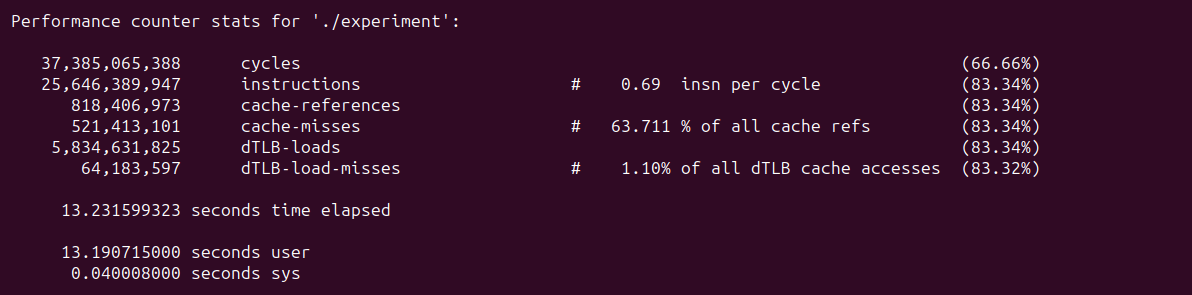 Performance counter stats for './experiment':
37,385,065,388 cycles (66.66%)
25,646,389,947 instructions # 0.69 insn per cycle (83.34%)
818,406,973 cache-references (83.34%)
521,413,101 cache-misses # 63.711 % of all cache refs (83.34%)
5,834,631,825 dTLB-loads (83.34%)
64,183,597 dTLB-load-misses # 1.10% of all dTLB cache accesses (83.32%)
13.231599323 seconds time elapsed
13.190715000 seconds user
0.040008000 seconds sys